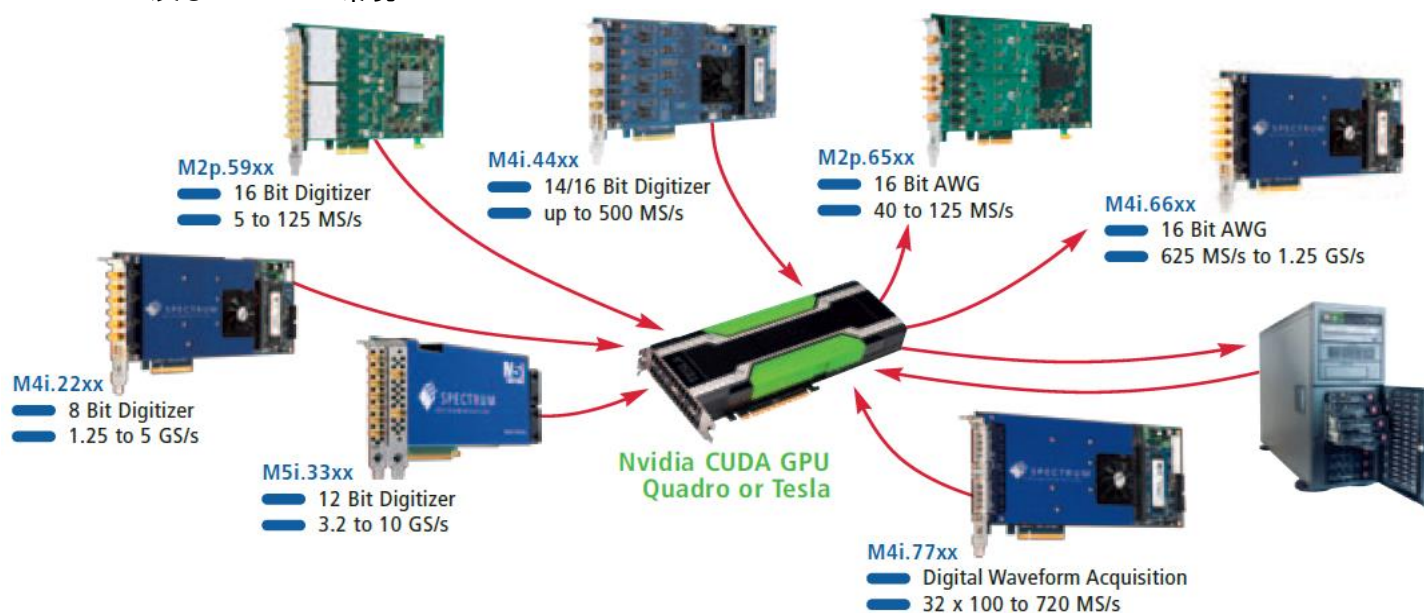 M2p.59xx
16 Bit Digitizer
5 to 125 MS/s
M4i.44xx
14/16 Bit Digitizer
up to 500 MS/s
M2p.65xx
16 Bit AWG
40 to 125 MS/s
M4i.66xx
16 Bit AWG
625 MS/s to 1.25 GS/s
SPECTRUM
M4i.22xx
8 Bit Digitizer
1.25 to 5 GS/s
SPECTRUM
M5i.33xx
12 Bit Digitizer
3.2 to 10 GS/s
Nvidia CUDA GPU
Quadro or Tesla
SPECTRUM
M4i.77xx
Digital Waveform Acquisition
32 x 100 to 720 MS/s